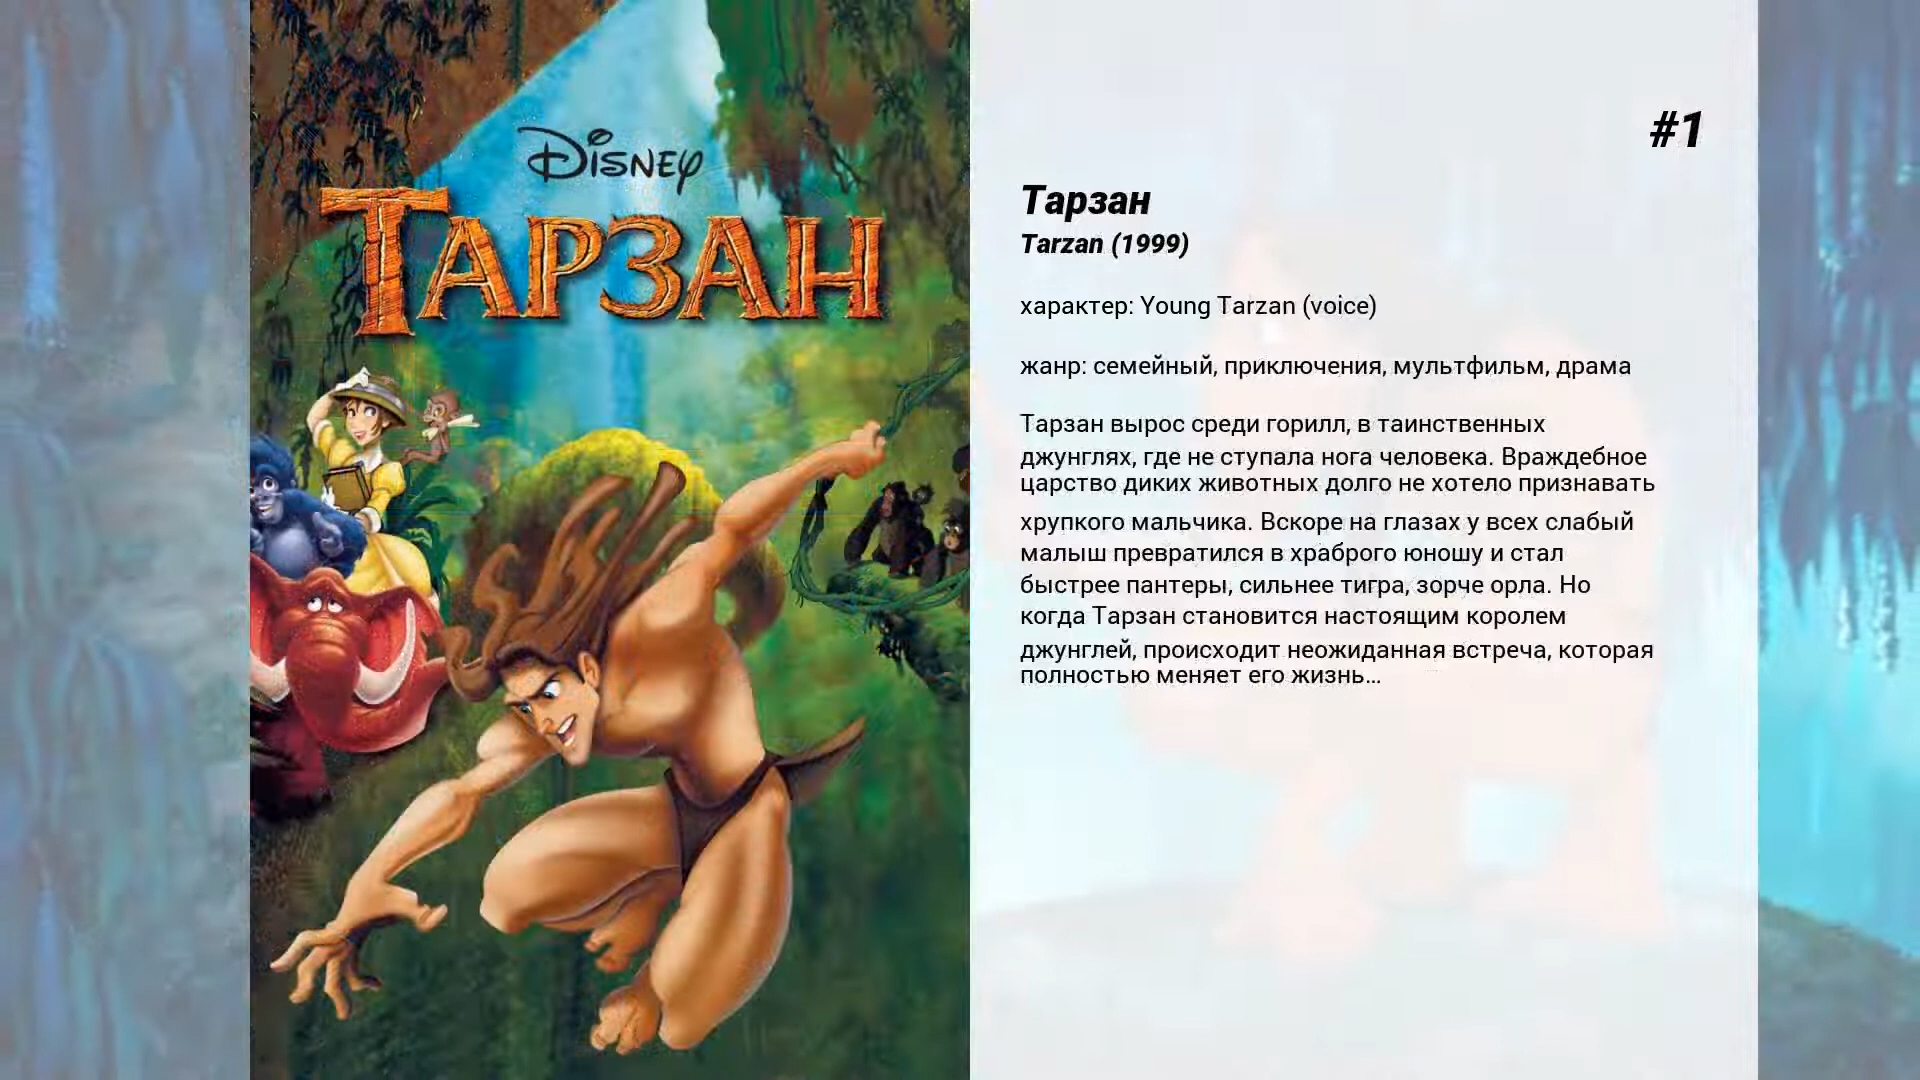 Disney
ТАРЗАН
#1
Тарзан
Tarzan (1999)
характер: Young Tarzan (voice)
жанр: семейный, приключения, мультфильм, драма
Тарзан вырос среди горилл, в таинственных
джунглях, где не ступала нога человека. Враждебное
царство диких животных долго не хотело признавать
хрупкого мальчика. Вскоре на глазах у всех слабый
малыш превратился в храброго юношу и стал
быстрее пантеры, сильнее тигра, зорче орла. Но
когда Тарзан становится настоящим королем
джунглей, происходит неожиданная встреча, которая
полностью меняет его жизнь…